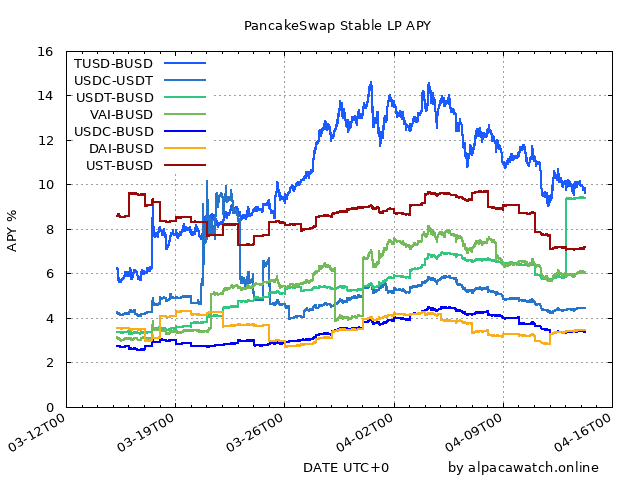 PancakeSwap Stable LP APY
APY %
16
14
12
10
8
6
4
2
0
TUSD-BUSD
USDC-USDT
USDT-BUSD
VAI-BUSD
USDC-BUSD
DAI-BUSD
UST-BUSD
03-12T00
03-19T00
03-26T00
04-02T00
04-09T00
04-16T00
DATE UTC+0
by alpacawatch.online